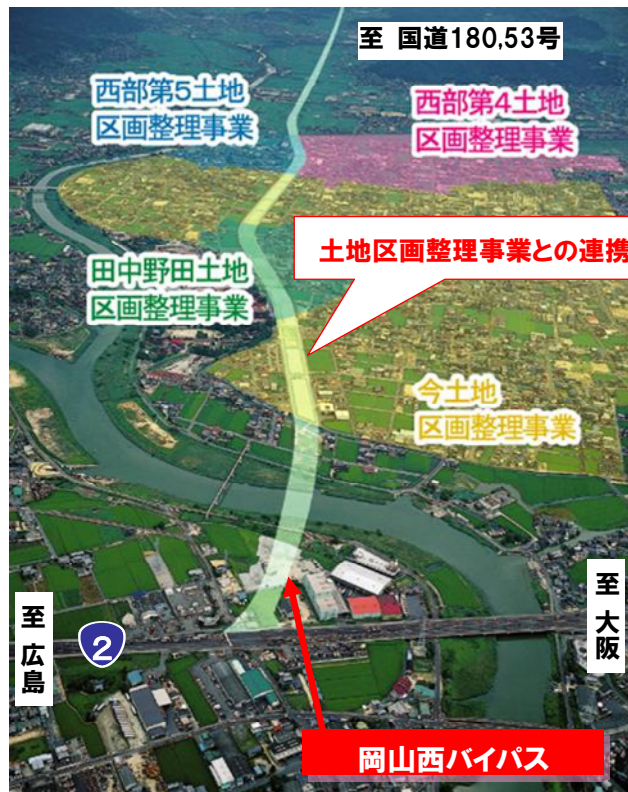 至 国道180,53号
西部第5土地
区画整理事業
西部第4土地
区画整理事業
土地区画整理事業との連携
田中野田土地
区画整理事業
今土地
区画整理事業
至 広島
2
至 大阪
岡山西バイパス